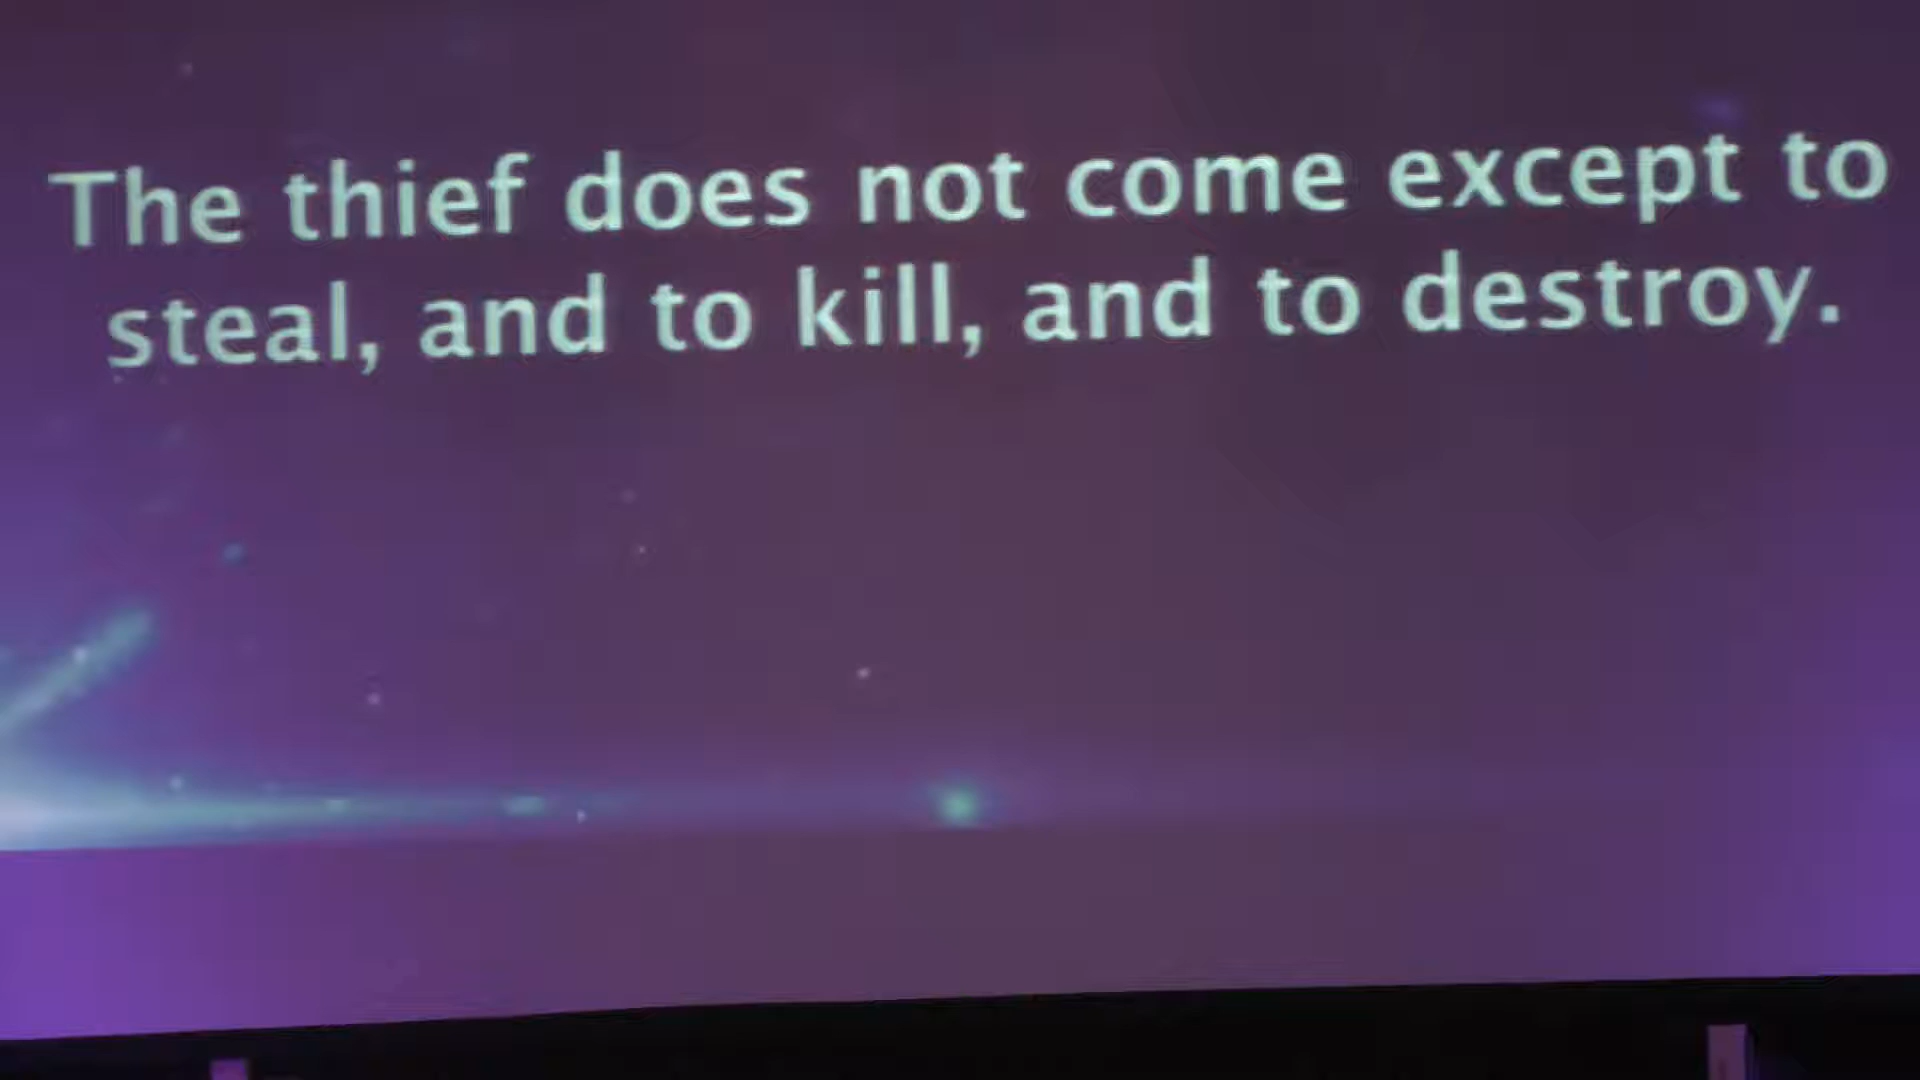 The thief does not come except to
steal, and to kill, and to destroy.